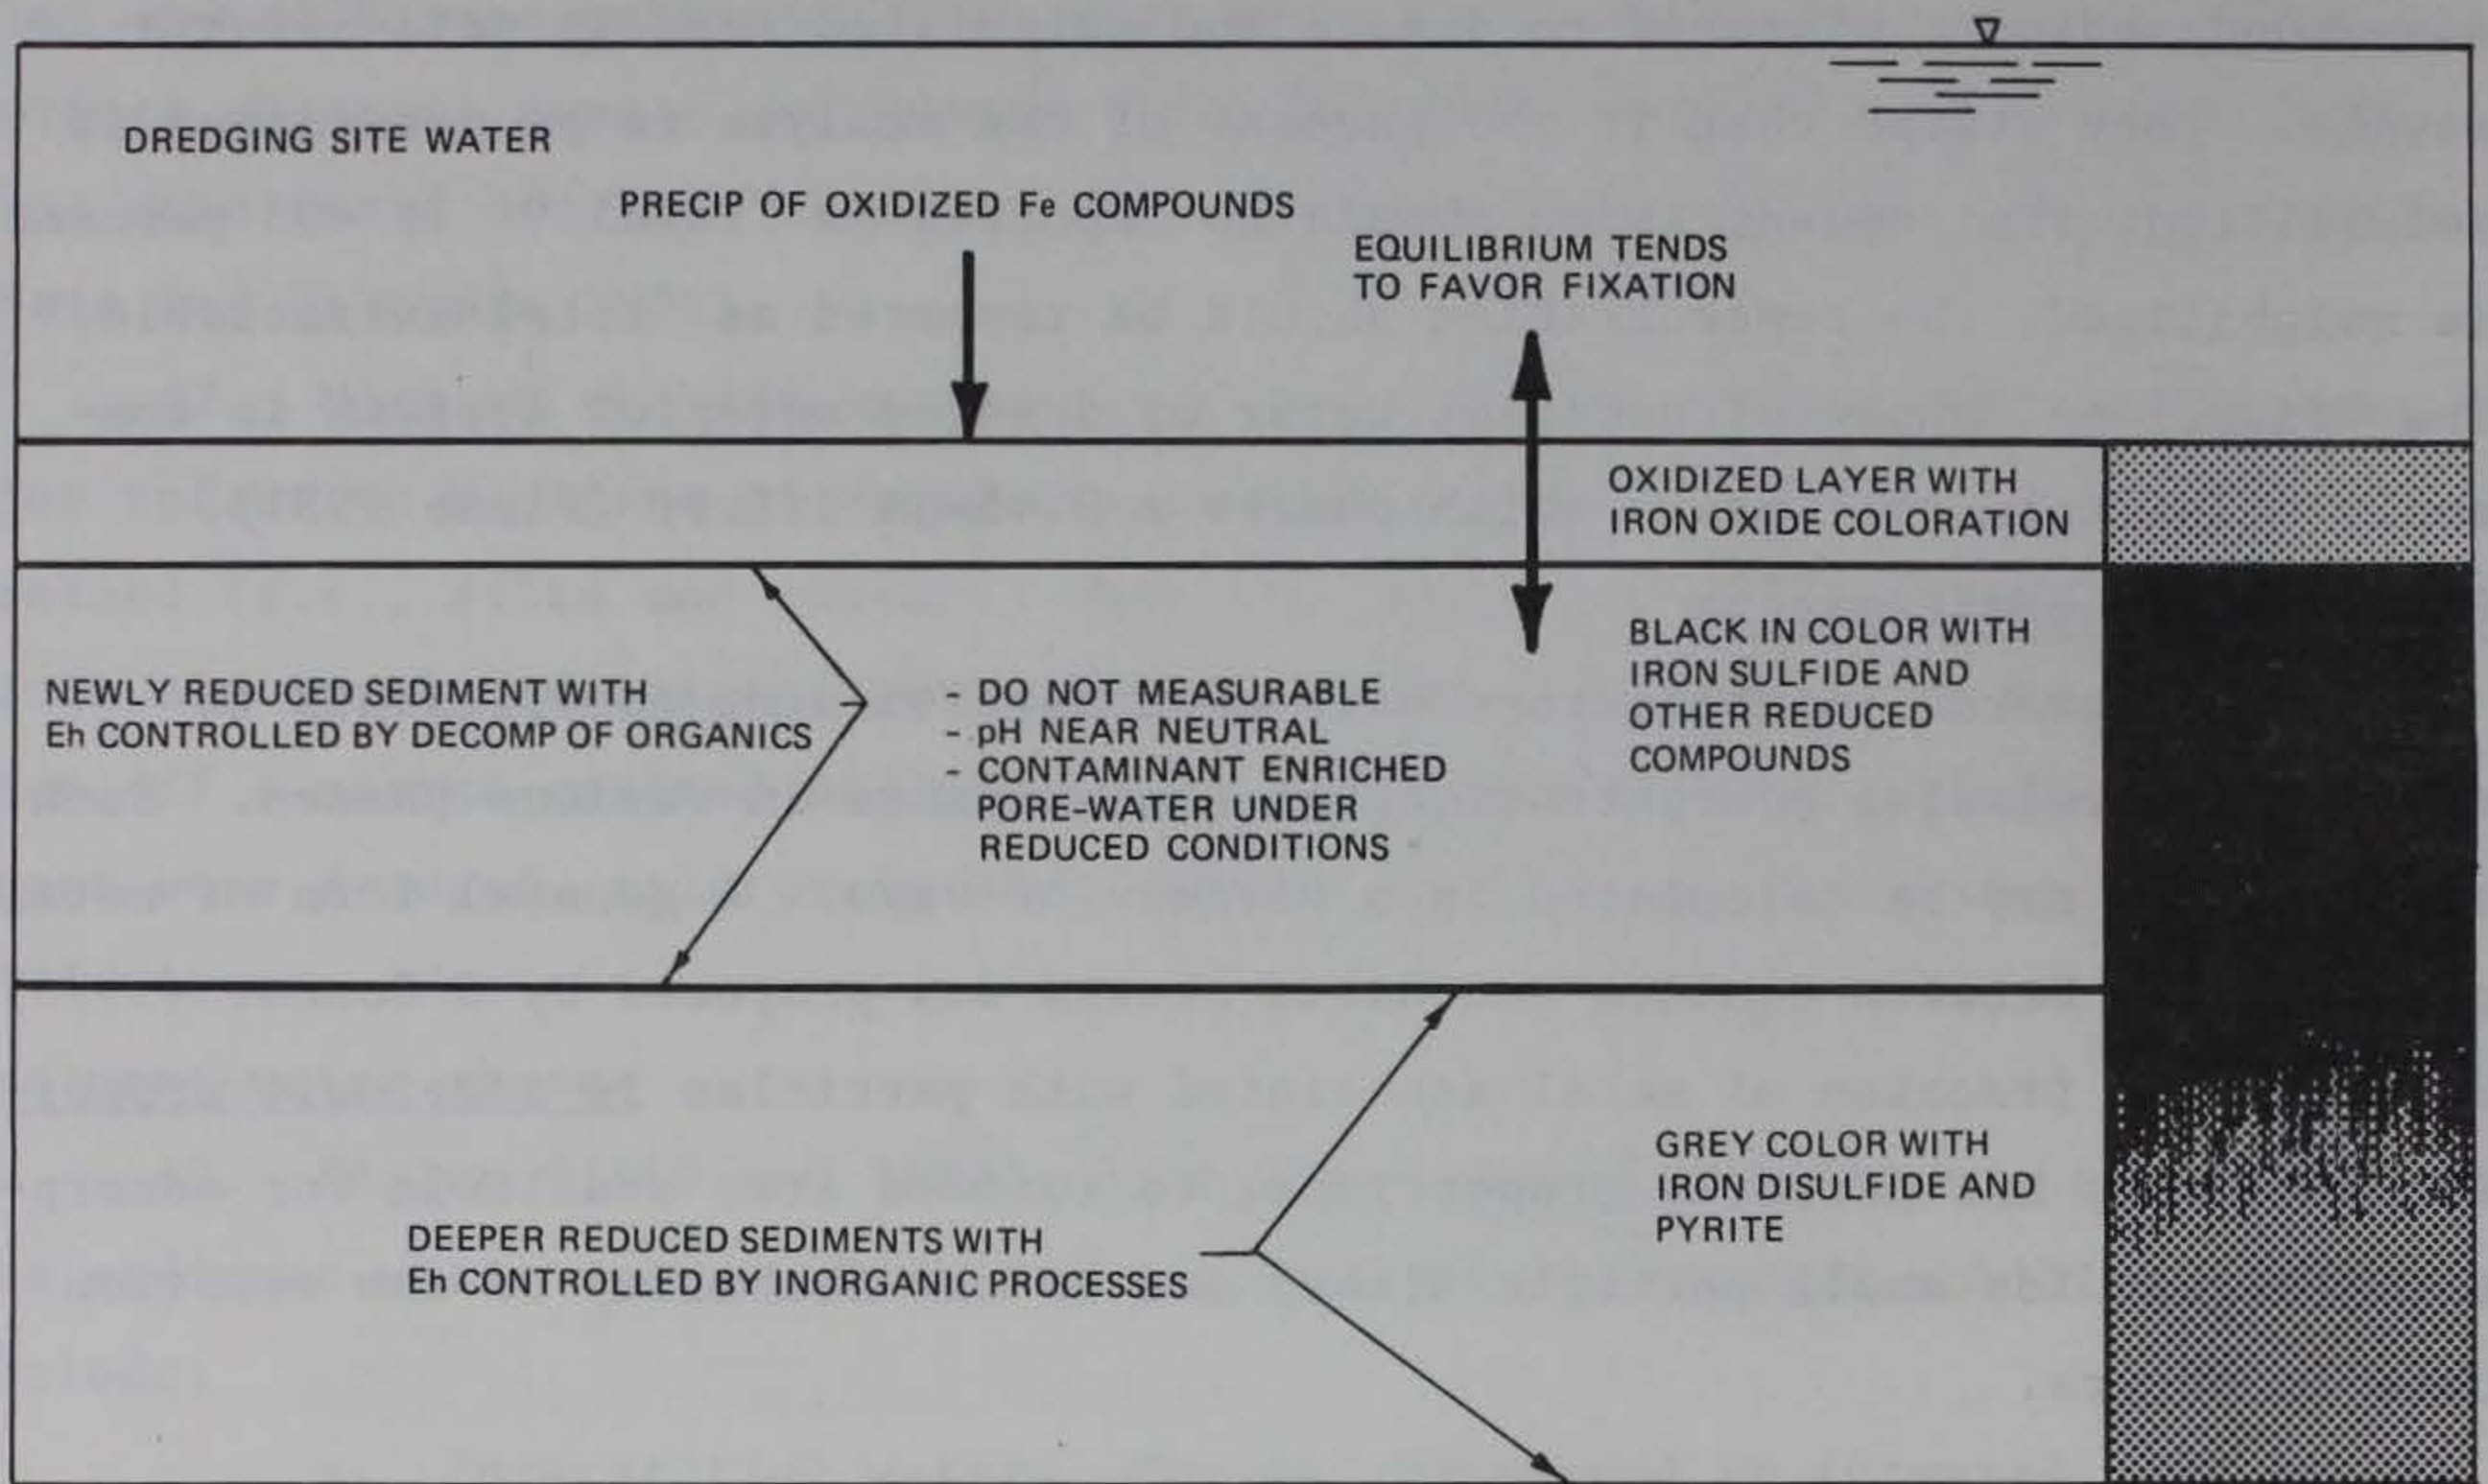 DREDGING SITE WATER
PRECIP OF OXIDIZED Fe COMPOUNDS
EQUILIBRIUM TENDS
TO FAVOR FIXATION
OXIDIZED LAYER WITH
IRON OXIDE COLORATION
NEWLY REDUCED SEDIMENT WITH
Eh CONTROLLED BY DECOMP OF ORGANICS
- DO NOT MEASURABLE
- pH NEAR NEUTRAL
- CONTAMINANT ENRICHED
PORE-WATER UNDER
REDUCED CONDITIONS
BLACK IN COLOR WITH
IRON SULFIDE AND
OTHER REDUCED
COMPOUNDS
DEEPER REDUCED SEDIMENTS WITH
Eh CONTROLLED BY INORGANIC PROCESSES
GREY COLOR WITH
IRON DISULFIDE AND
PYRITE